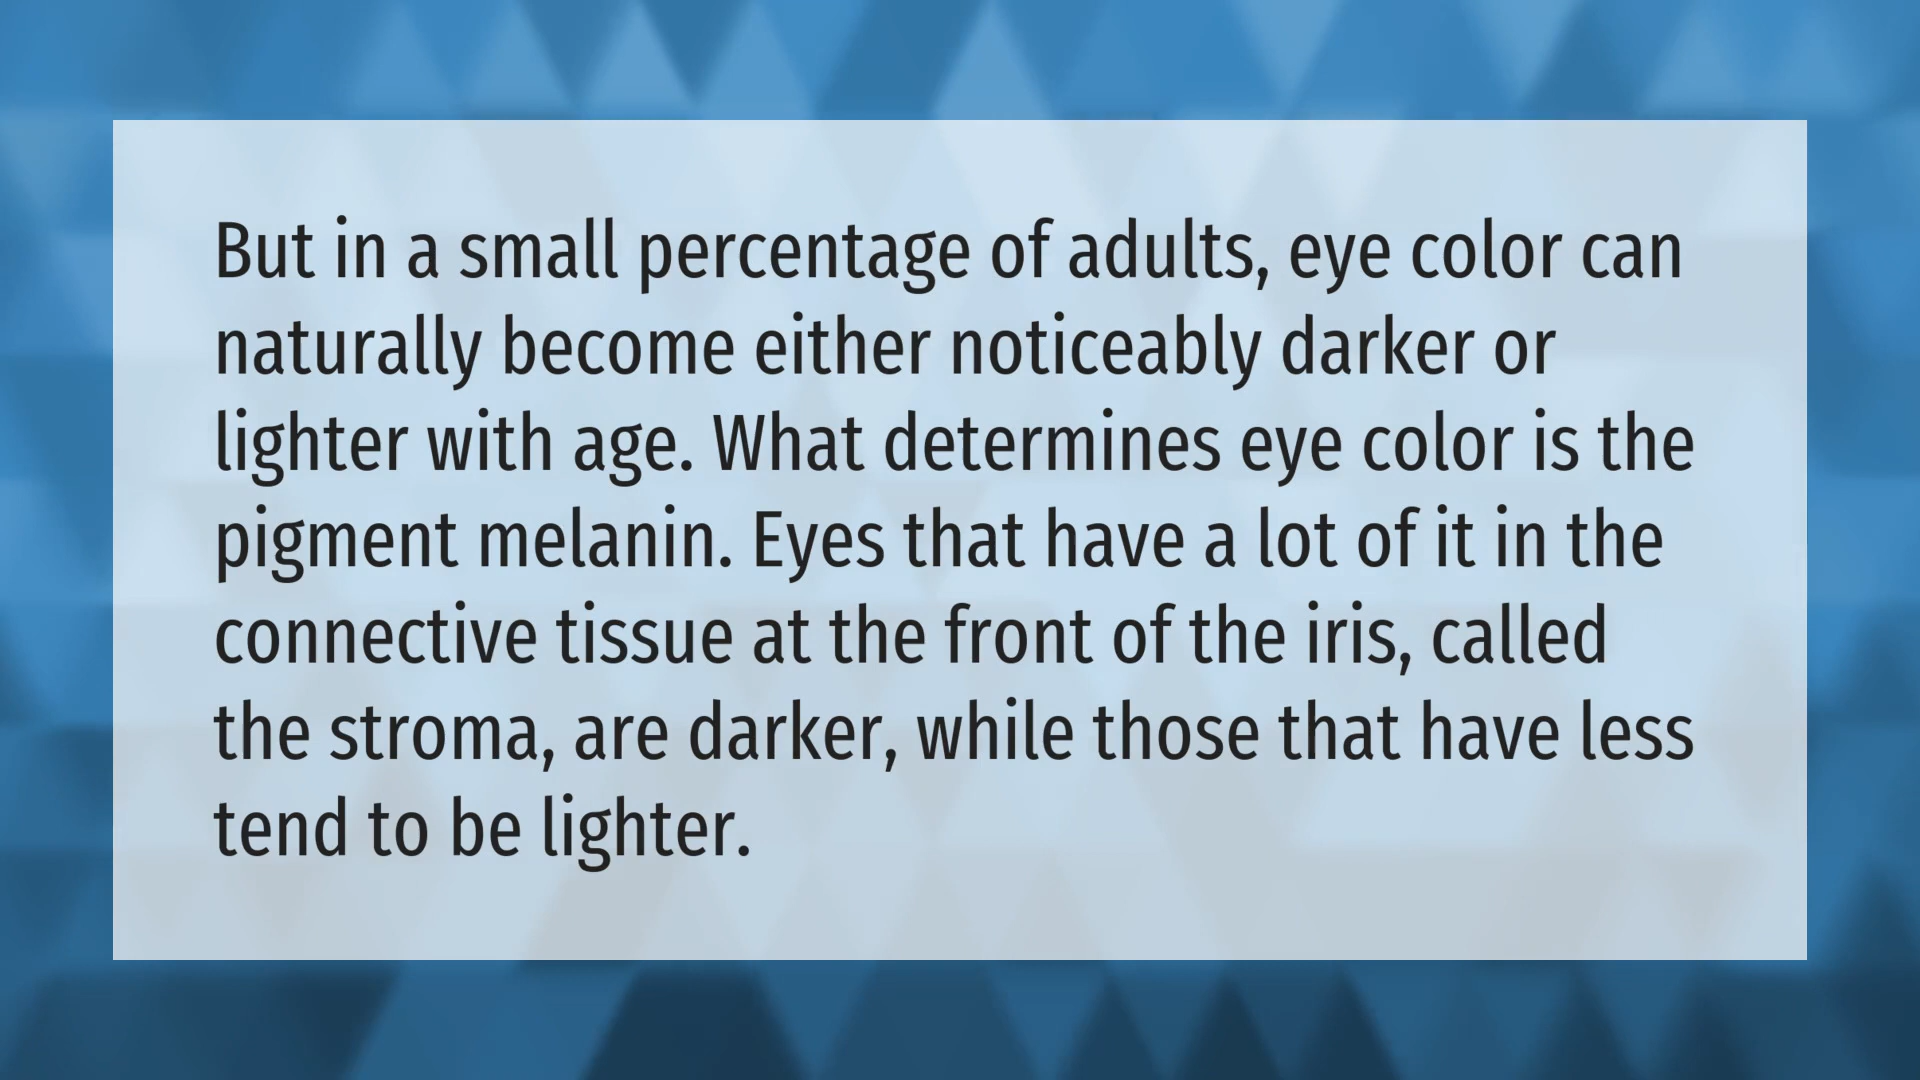 But in a small percentage of adults, eye color can
naturally become either noticeably darker or
lighter with age. What determines eye color is the
pigment melanin. Eyes that have a lot of it in the
connective tissue at the front of the iris, called
the stroma, are darker, while those that have less
tend to be lighter.